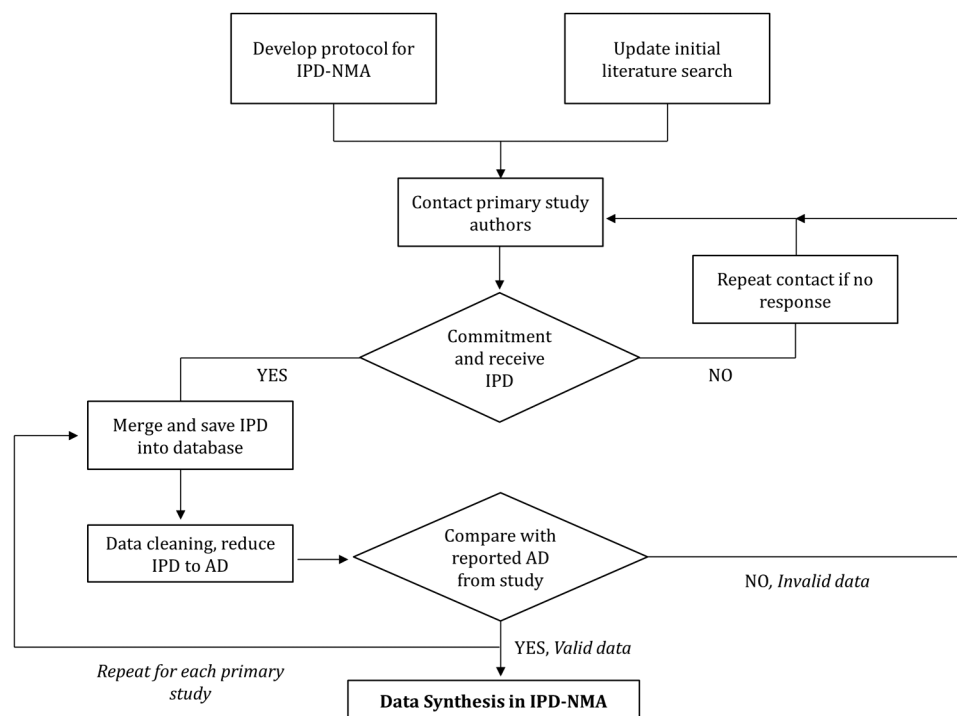 Develop protocol for
IPD-NMA
Update initial
literature search
Contact primary study
authors
Repeat contact if no
response
Commitment
and receive
IPD
YES
NO
Merge and save IPD
into database
Data cleaning, reduce
IPD to AD
Compare with
reported AD
from study
NO, Invalid data
YES, Valid data
Repeat for each primary
study
Data Synthesis in IPD-NMA